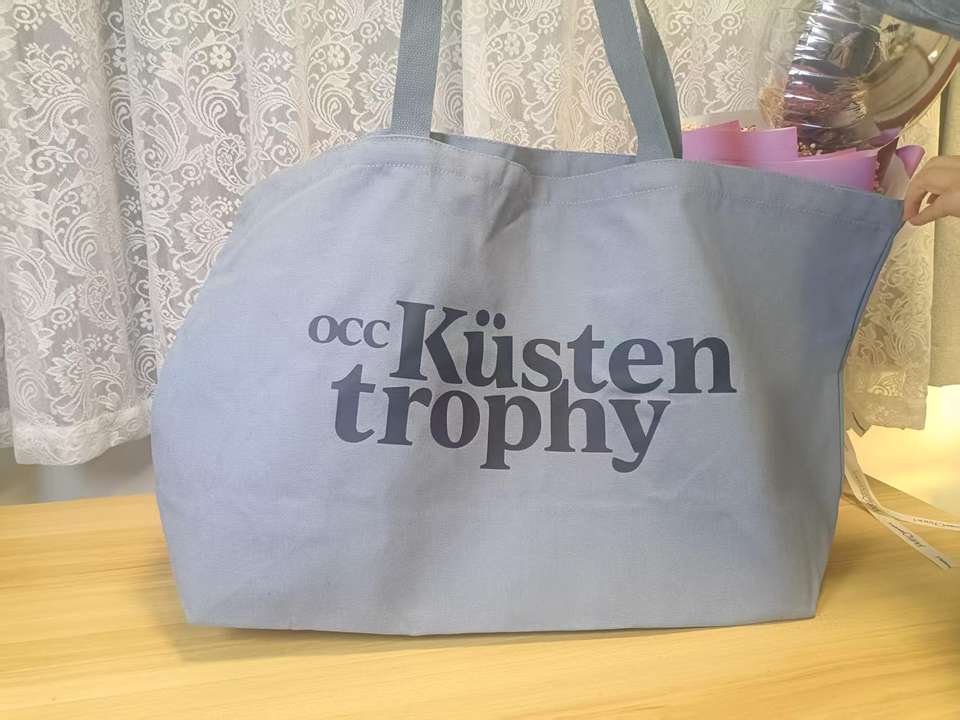 occ Küsten
trophy